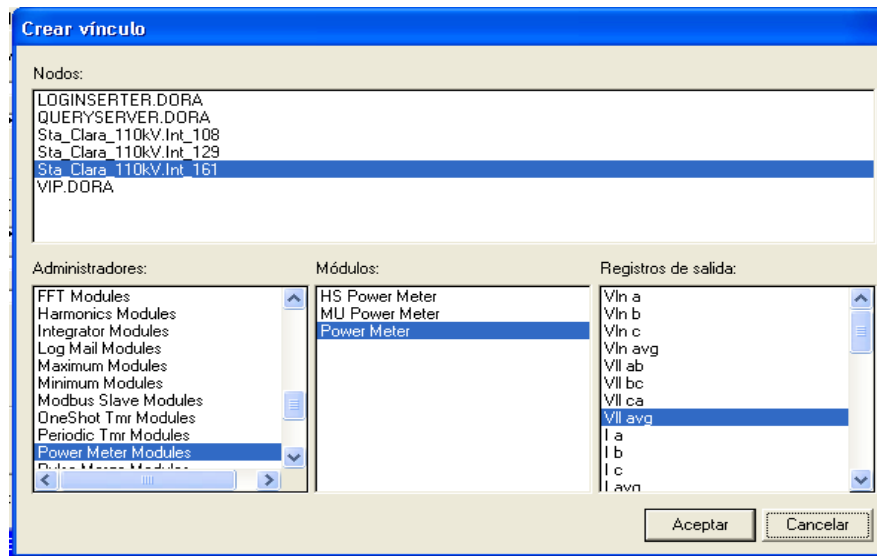 Crear vínculo
Nodos:
LOGINSERTER.DORA
QUERYSERVER.DORA
Sta_Clara_110kV.Int_108
Sta_Clara_110kV.Int_129
Sta_Clara_110kV.Int_161
VIP.DORA
Administradores:
FFT Modules
Harmonics Modules
Integrator Modules
Log Mail Modules
Maximum Modules
Minimum Modules
Modbus Slave Modules
OneShot Tmr Modules
Periodic Tmr Modules
Power Meter Modules
Módulos:
HS Power Meter
MU Power Meter
Power Meter
Registros de salida:
Vln a
Vln b
Vln c
Vln avg
Vll ab
Vll bc
Vll ca
Vll avg
I a
I b
I c
I avg
Aceptar
Cancelar